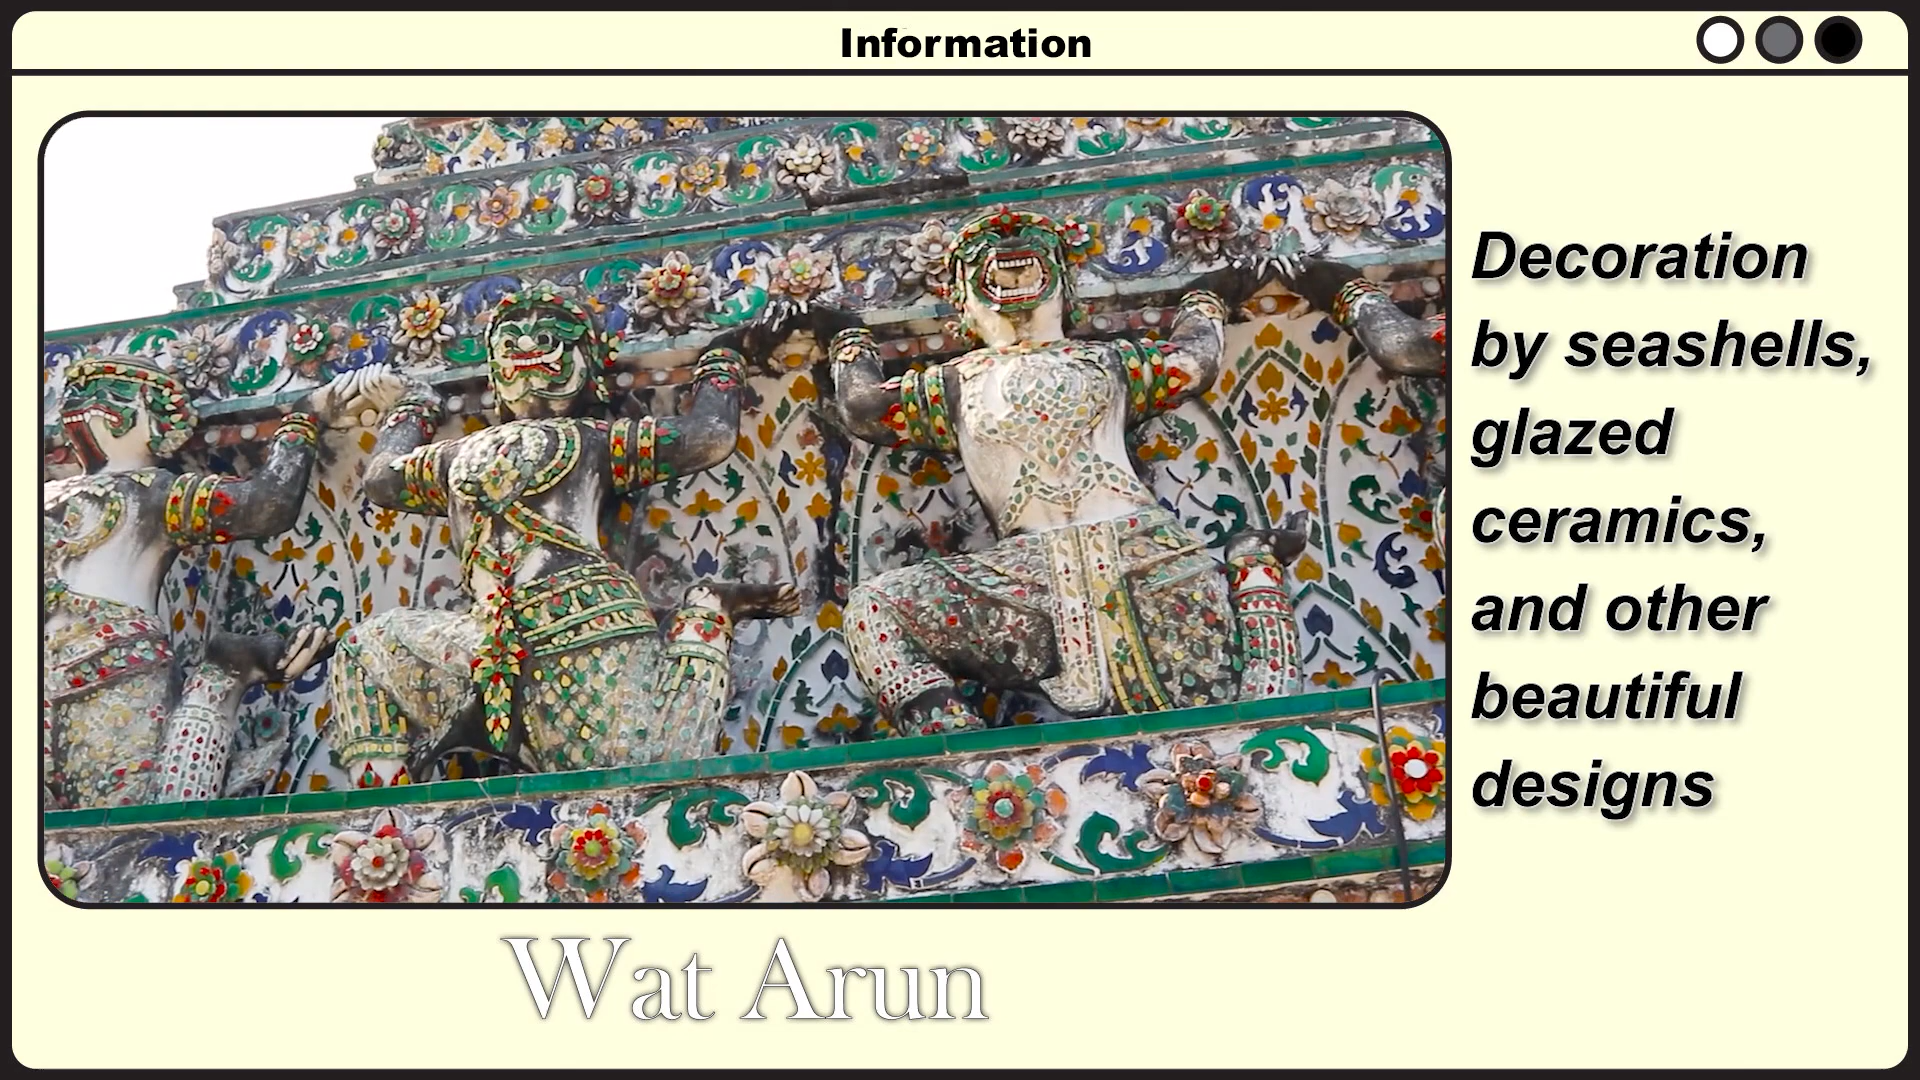 Information
Decoration
by seashells,
glazed
ceramics,
and other
beautiful
designs
Wat Arun